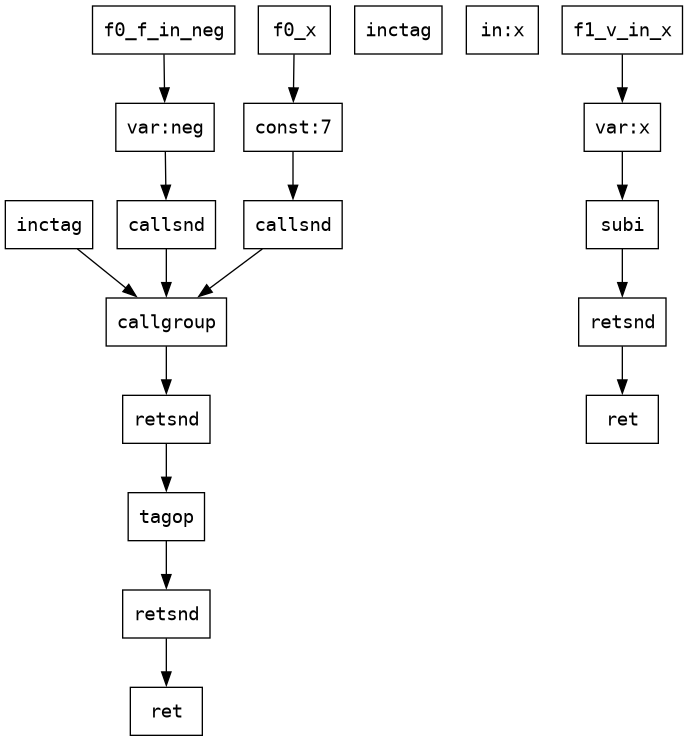 f0_f_in_neg
f0_x
inctag
in:x
f1_v_in_x
var:neg
const:7
var:x
inctag
callsnd
callsnd
subi
callgroup
retsnd
retsnd
ret
tagop
retsnd
ret